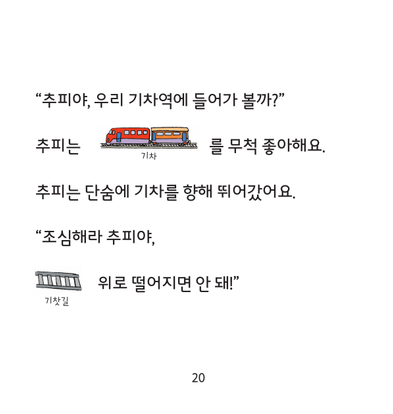 “추피야, 우리 기차역에 들어가 볼까?”
추피는 를 무척 좋아해요.
기차
추피는 단숨에 기차를 향해 뛰어갔어요.
“조심해라 추피야,
위로 떨어지면 안 돼!”
기찻길
20